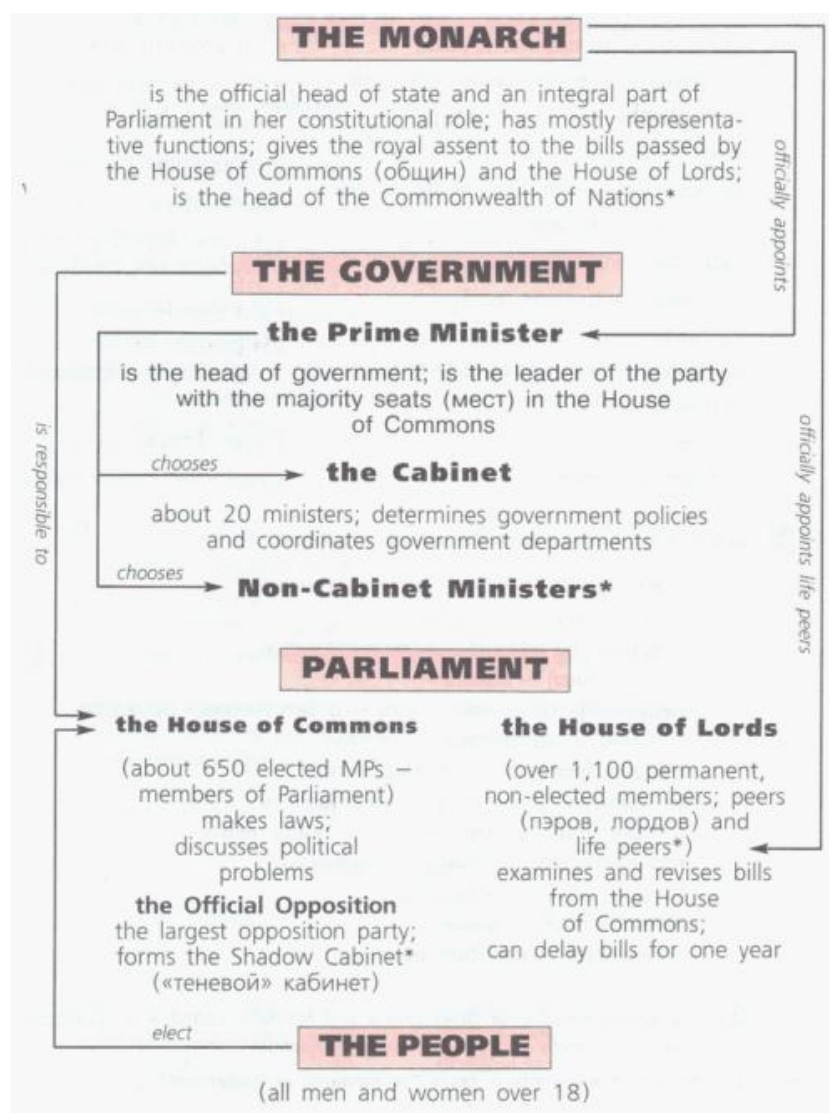 THE MONARCH
is the official head of state and an integral part of
Parliament in her constitutional role; has mostly representa-
tive functions; gives the royal assent to the bills passed by
the House of Commons (общин) and the House of Lords;
is the head of the Commonwealth of Nations*
officially appoints
THE GOVERNMENT
the Prime Minister
is the head of government; is the leader of the party
with the majority seats (мест) in the House
of Commons
chooses
the Cabinet
about 20 ministers; determines government policies
and coordinates government departments
chooses
Non-Cabinet Ministers*
is responsible to
officially appoints life peers
PARLIAMENT
the House of Commons
(about 650 elected MPs –
members of Parliament)
makes laws;
discusses political
problems
the Official Opposition
the largest opposition party;
forms the Shadow Cabinet*
(«теневой» кабинет)
the House of Lords
(over 1,100 permanent,
non-elected members; peers
(пэров, лордов) and
life peers*)
examines and revises bills
from the House
of Commons;
can delay bills for one year
elect
THE PEOPLE
(all men and women over 18)